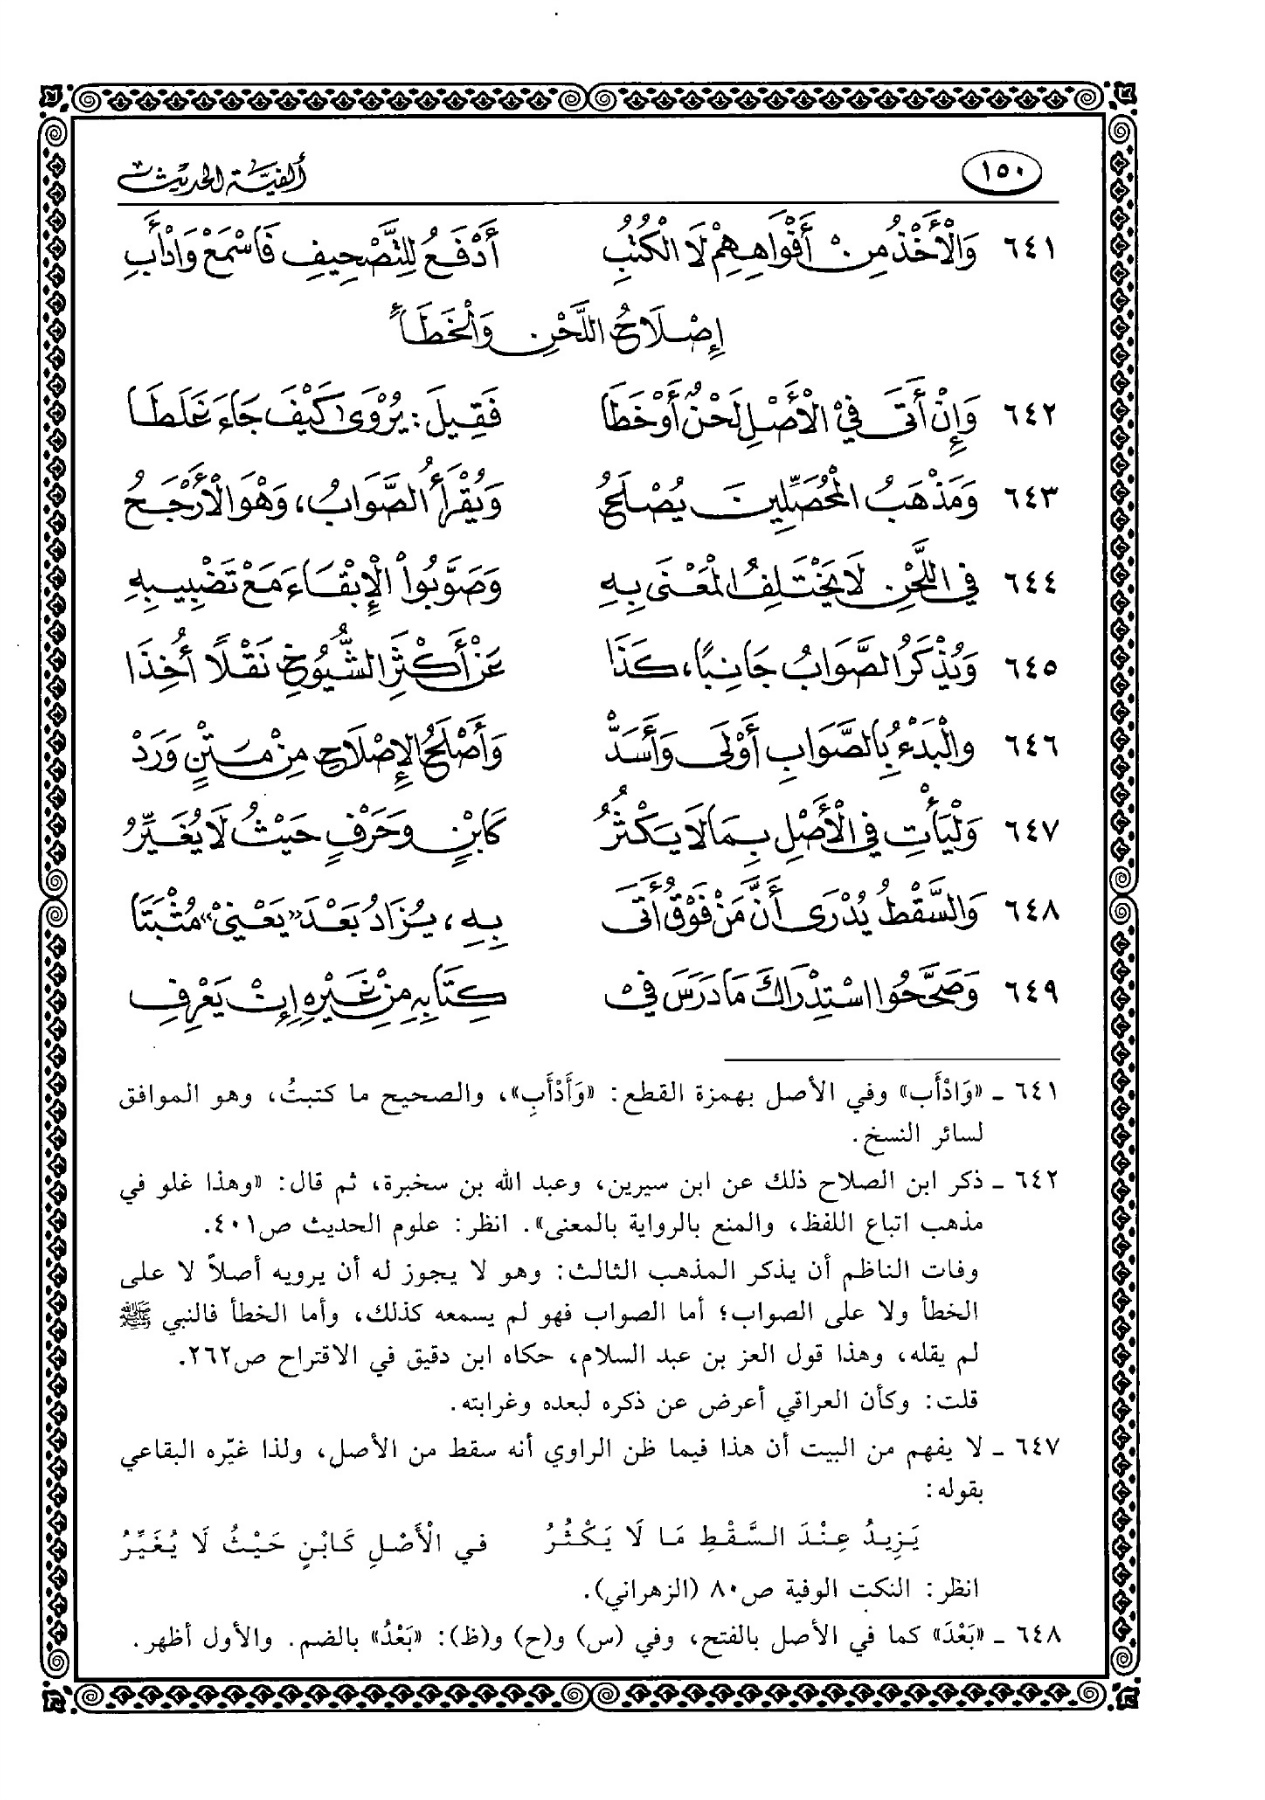 ١٥٠ ألفية الحديث
٦٤١ وَالْأَخْذُ مِنْ أَفْوَاهِهِمْ لَا الْكُتُبِ أَدْفَعُ لِلتَّصْحِيفِ فَاسْمَعْ وَادْأَبِ
إِصْلَاحُ اللَّحْنِ وَالْخَطَأِ
٦٤٢ وَإِنْ أَتَى فِي الْأَصْلِ لَحْنٌ أَوْ خَطَا فَقِيلَ: يُرْوَى كَيْفَ جَاءَ غَلَطَا
٦٤٣ وَمَذْهَبُ الْمُحَصِّلِينَ يُصْلَحُ وَيُقْرَأُ الصَّوَابُ، وَهْوَ الْأَرْجَحُ
٦٤٤ فِي اللَّحْنِ لَا يَخْتَلِفُ الْمَعْنَى بِهِ وَصَوَّبُوا الْإِبْقَاءَ مَعْ تَضْبِيبِهِ
٦٤٥ وَيُذْكَرُ الصَّوَابُ جَانِبًا، كَذَا عَنْ أَكْثَرِ الشُّيُوخِ نَقْلًا أُخِذَا
٦٤٦ والْبَدْءُ بِالصَّوَابِ أَوْلَى وَأَسَدّْ وَأَصْلَحُ الْإِصْلَاحِ مِنْ مَتْنٍ وَرَدْ
٦٤٧ وَلْيَأْتِ فِي الْأَصْلِ بِمَا لَا يَكْثُرُ كَابْنٍ وَحَرْفٍ حَيْثُ لَا يُغَيِّرُ
٦٤٨ وَالسَّقْطُ يُدْرَى أَنَّ مَنْ فَوْقُ أَتَى بِهِ، يُزَادُ بَعْدَ «يَعْنِيْ» مُثْبَتَا
٦٤٩ وَصَحَّحُوا اسْتِدْرَاكَ مَا دَرَسَ فِيْ كِتَابِهِ مِنْ غَيْرِهِ إِنْ يَعْرِفِ
٦٤١ ـ «وَادْأَب» وفي الأصل بهمزة القطع: «وَأَدْأَبِ»، والصحيح ما كتبتُ، وهو الموافق
لسائر النسخ.
٦٤٢ ـ ذكر ابن الصلاح ذلك عن ابن سيرين، وعبد الله بن سخبرة، ثم قال: «وهذا غلو في
مذهب اتباع اللفظ، والمنع بالرواية بالمعنى». انظر: علوم الحديث ص٤٠١.
وفات الناظم أن يذكر المذهب الثالث: وهو لا يجوز له أن يرويه أصلاً لا على
الخطأ ولا على الصواب؛ أما الصواب فهو لم يسمعه كذلك، وأما الخطأ فالنبي ﷺ
لم يقله، وهذا قول العز بن عبد السلام، حكاه ابن دقيق في الاقتراح ص٢٦٢.
قلت: وكأن العراقي أعرض عن ذكره لبعده وغرابته.
٦٤٧ ـ لا يفهم من البيت أن هذا فيما ظن الراوي أنه سقط من الأصل، ولذا غيّره البقاعي
بقوله:
يَزِيدُ عِنْدَ السَّقْطِ مَا لَا يَكْثُرُ في الْأَصْلِ كَابْنٍ حَيْثُ لَا يُغَيِّرُ
انظر: النكت الوفية ص٨٠ (الزهراني).
٦٤٨ ـ «بَعْدَ» كما في الأصل بالفتح، وفي (س) و(ح) و(ظ): «بَعْدُ» بالضم. والأول أظهر.